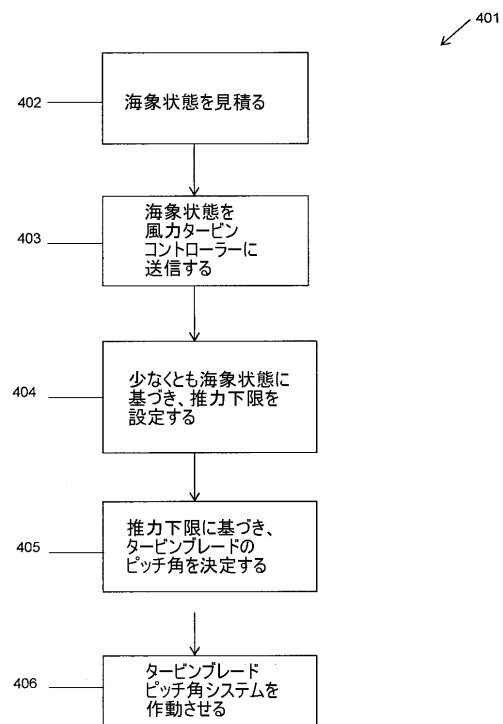 401
402
海象状態を見積る
403
海象状態を
風力タービン
コントローラーに
送信する
404
少なくとも海象状態に
基づき、推力下限を
設定する
405
推力下限に基づき、
タービンブレードの
ピッチ角を決定する
406
タービンブレード
ピッチ角システムを
作動させる